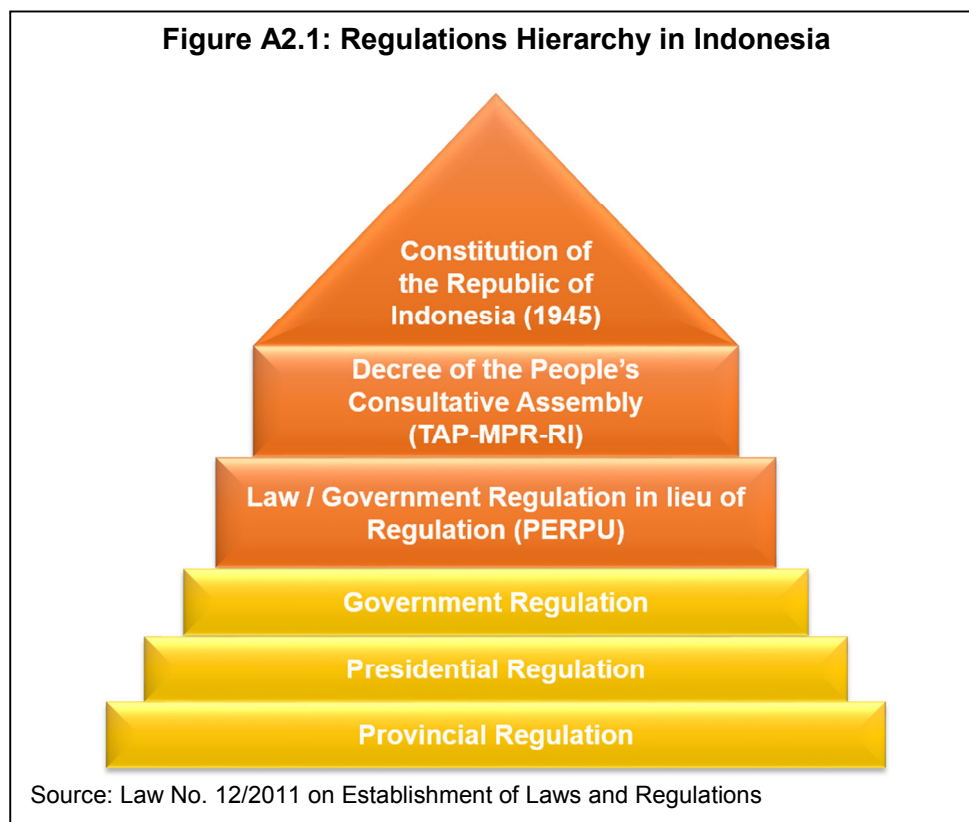 Figure A2.1: Regulations Hierarchy in Indonesia
Constitution of
the Republic of
Indonesia (1945)
Decree of the People’s
Consultative Assembly
(TAP-MPR-RI)
Law / Government Regulation in lieu of
Regulation (PERPU)
Government Regulation
Presidential Regulation
Provincial Regulation
Source: Law No. 12/2011 on Establishment of Laws and Regulations